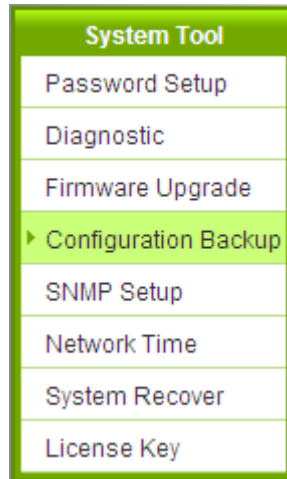 System Tool
Password Setup
Diagnostic
Firmware Upgrade
Configuration Backup
SNMP Setup
Network Time
System Recover
License Key